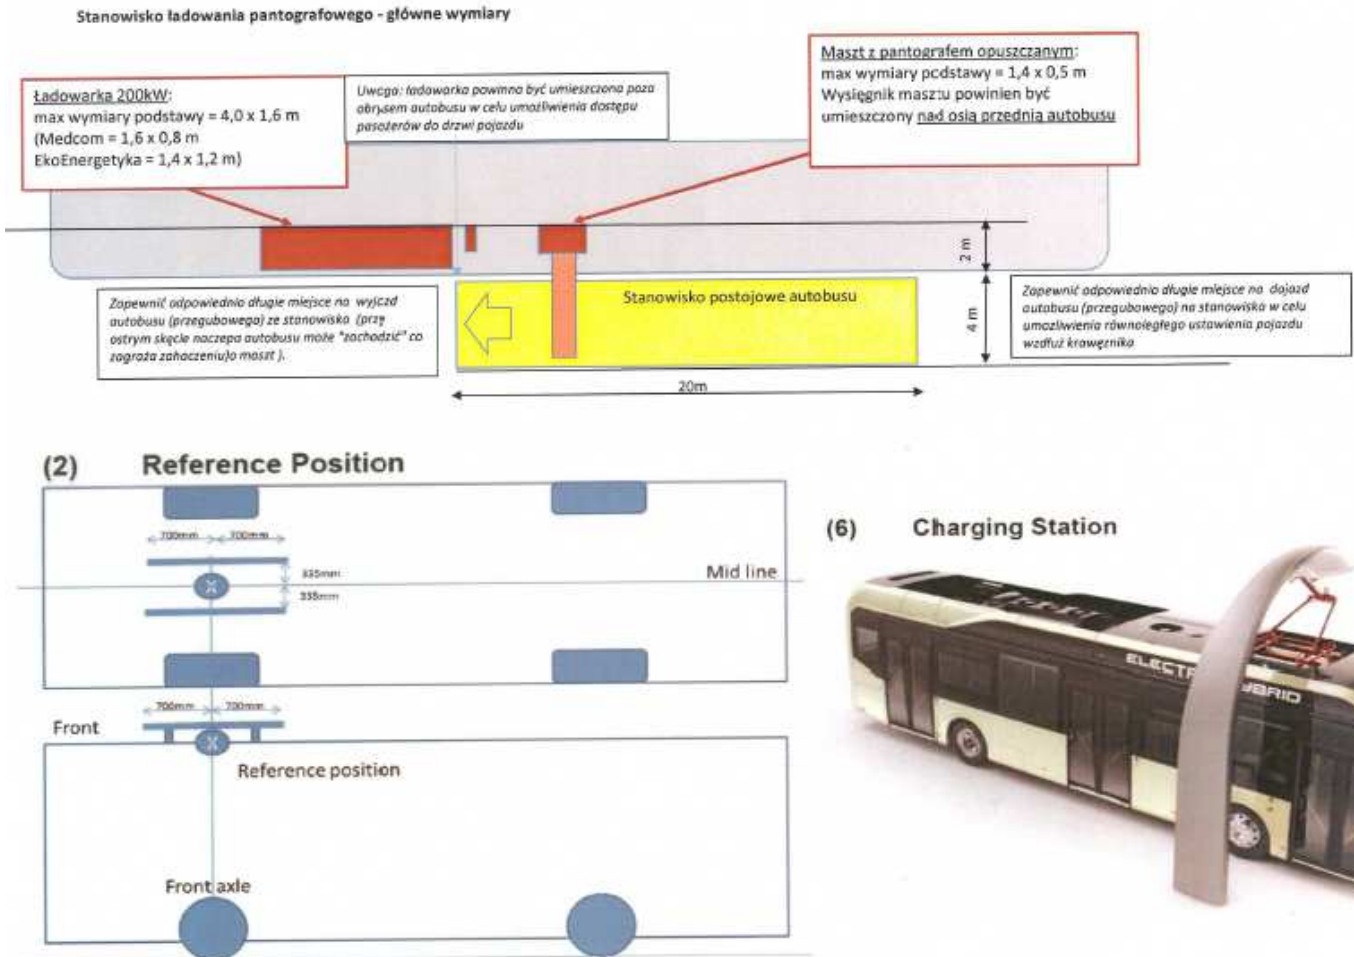 Stanowisko ładowania pantografowego - główne wymiary
Ładowarka 200kW:
max wymiary podstawy = 4,0 x 1,6 m
(Medcom = 1,6 x 0,8 m
EkoEnergetyka = 1,4 x 1,2 m)
Uwaga: ładowarka powinna być umieszczona poza
obrysem autobusu w celu umożliwienia dostępu
pasażerów do drzwi pojazdu
Maszt z pantografem opuszczanym:
max wymiary podstawy = 1,4 x 0,5 m
Wysięgnik masztu powinien być
umieszczony nad osią przednią autobusu
2 m
Zapewnić odpowiednio długie miejsce na wyjazd
autobusu (przegubowego) ze stanowiska (przy
ostrym skęcie naczepa autobusu może "zachodzić" co
zagraża zahaczeniu)o maszt ).
Stanowisko postojowe autobusu
4 m
Zapewnić odpowiednio długie miejsce na dojazd
autobusu (przegubowego) na stanowiska w celu
umożliwienia równoległego ustawienia pojazdu
wzdłuż krawężnika
20m
(2) Reference Position
700mm 700mm
335mm
Mid line
335mm
700mm 700mm
Front
Reference position
Front axle
(6) Charging Station